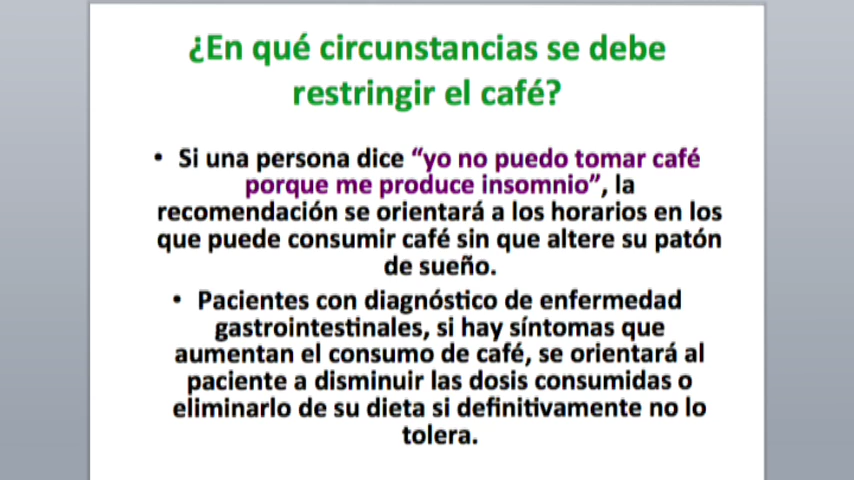 ¿En qué circunstancias se debe
restringir el café?
• Si una persona dice “yo no puedo tomar café
porque me produce insomnio”, la
recomendación se orientará a los horarios en los
que puede consumir café sin que altere su patón
de sueño.
• Pacientes con diagnóstico de enfermedad
gastrointestinales, si hay síntomas que
aumentan el consumo de café, se orientará al
paciente a disminuir las dosis consumidas o
eliminarlo de su dieta si definitivamente no lo
tolera.